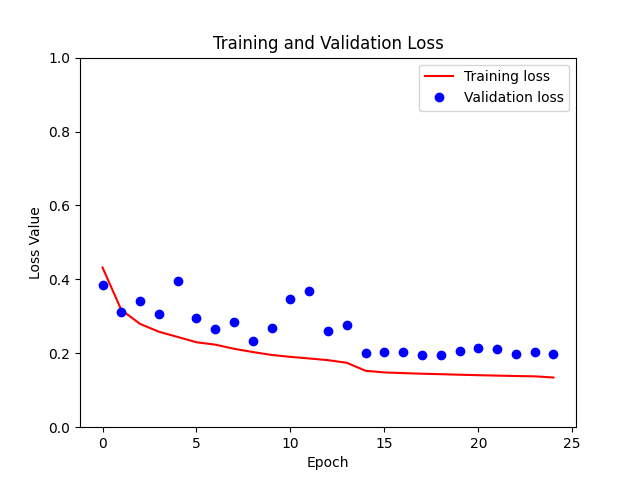 Training and Validation Loss
1.0
0.8
0.6
0.4
0.2
0.0
Loss Value
Training loss
Validation loss
0 5 10 15 20 25
Epoch